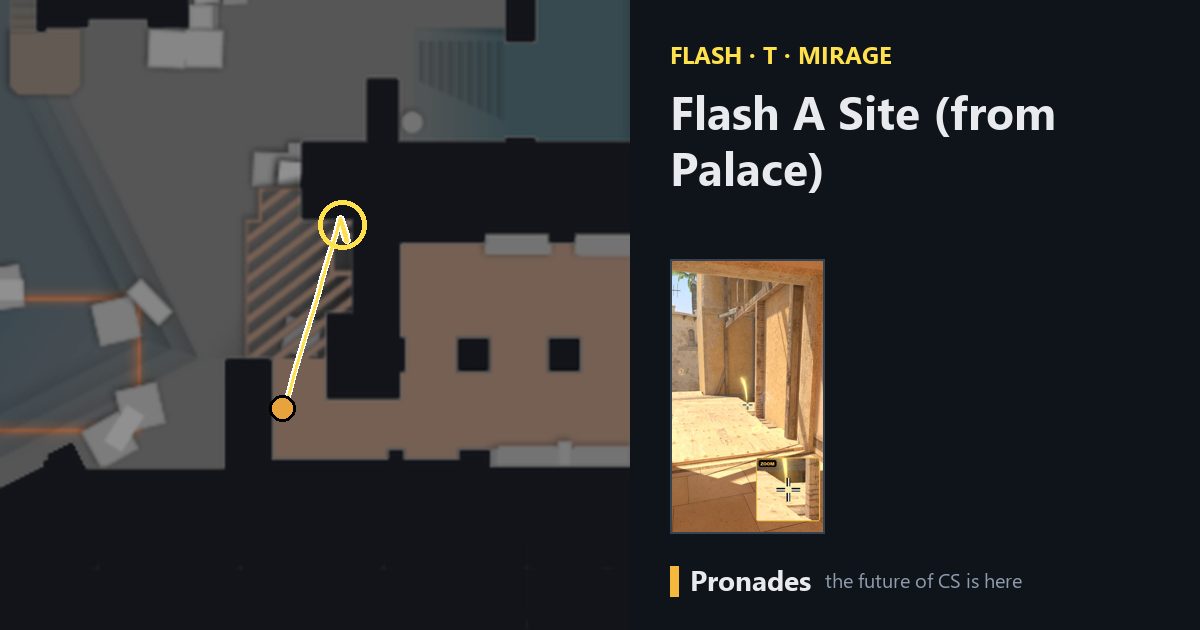 FLASH · T · MIRAGE
Flash A Site (from
Palace)
ZOOM
Pronades the future of CS is here